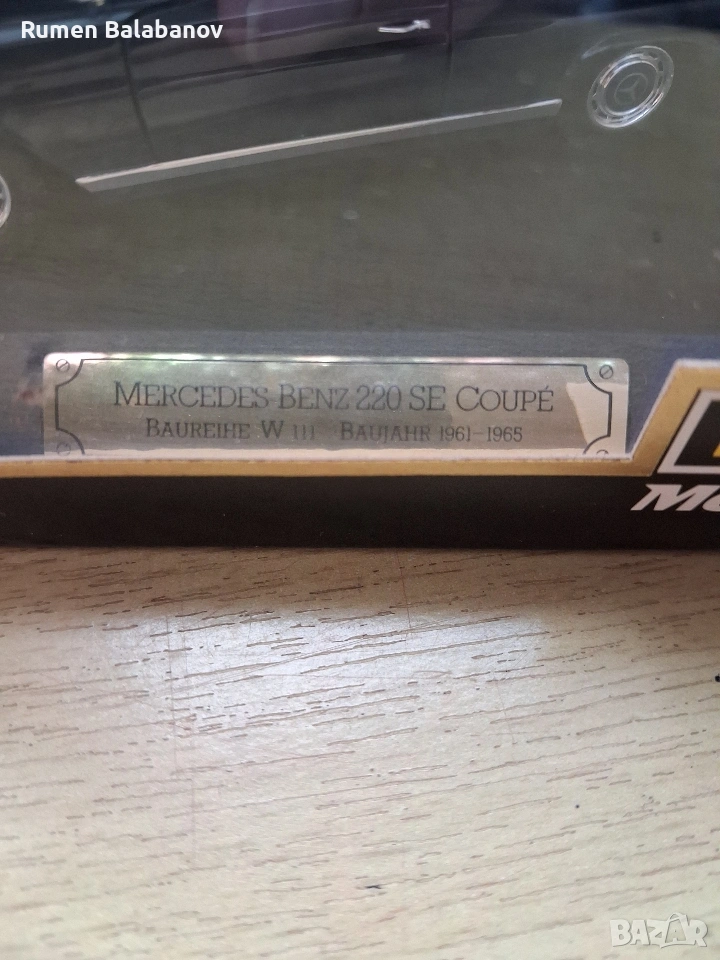 Rumen Balabanov
MERCEDES-BENZ 220 SE COUPÉ
BAUREIHE W 111 BAUJAHR 1961-1965
BAZAR